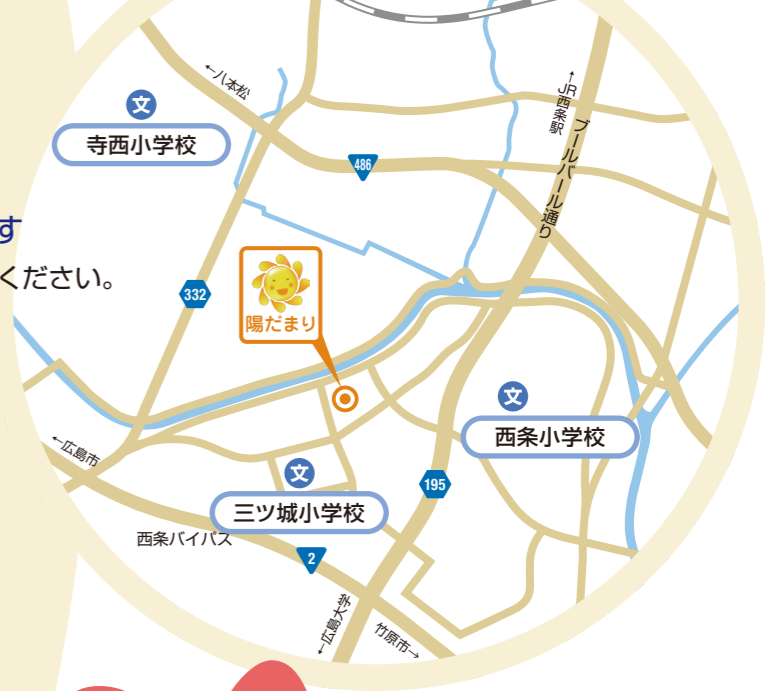 ←八本松
文
寺西小学校
486
←JR西条駅
ブールバール通り
す
ください。
332
陽だまり
文
西条小学校
←広島市
文
三ツ城小学校
195
西条バイパス
2
←広島大学
竹原市→